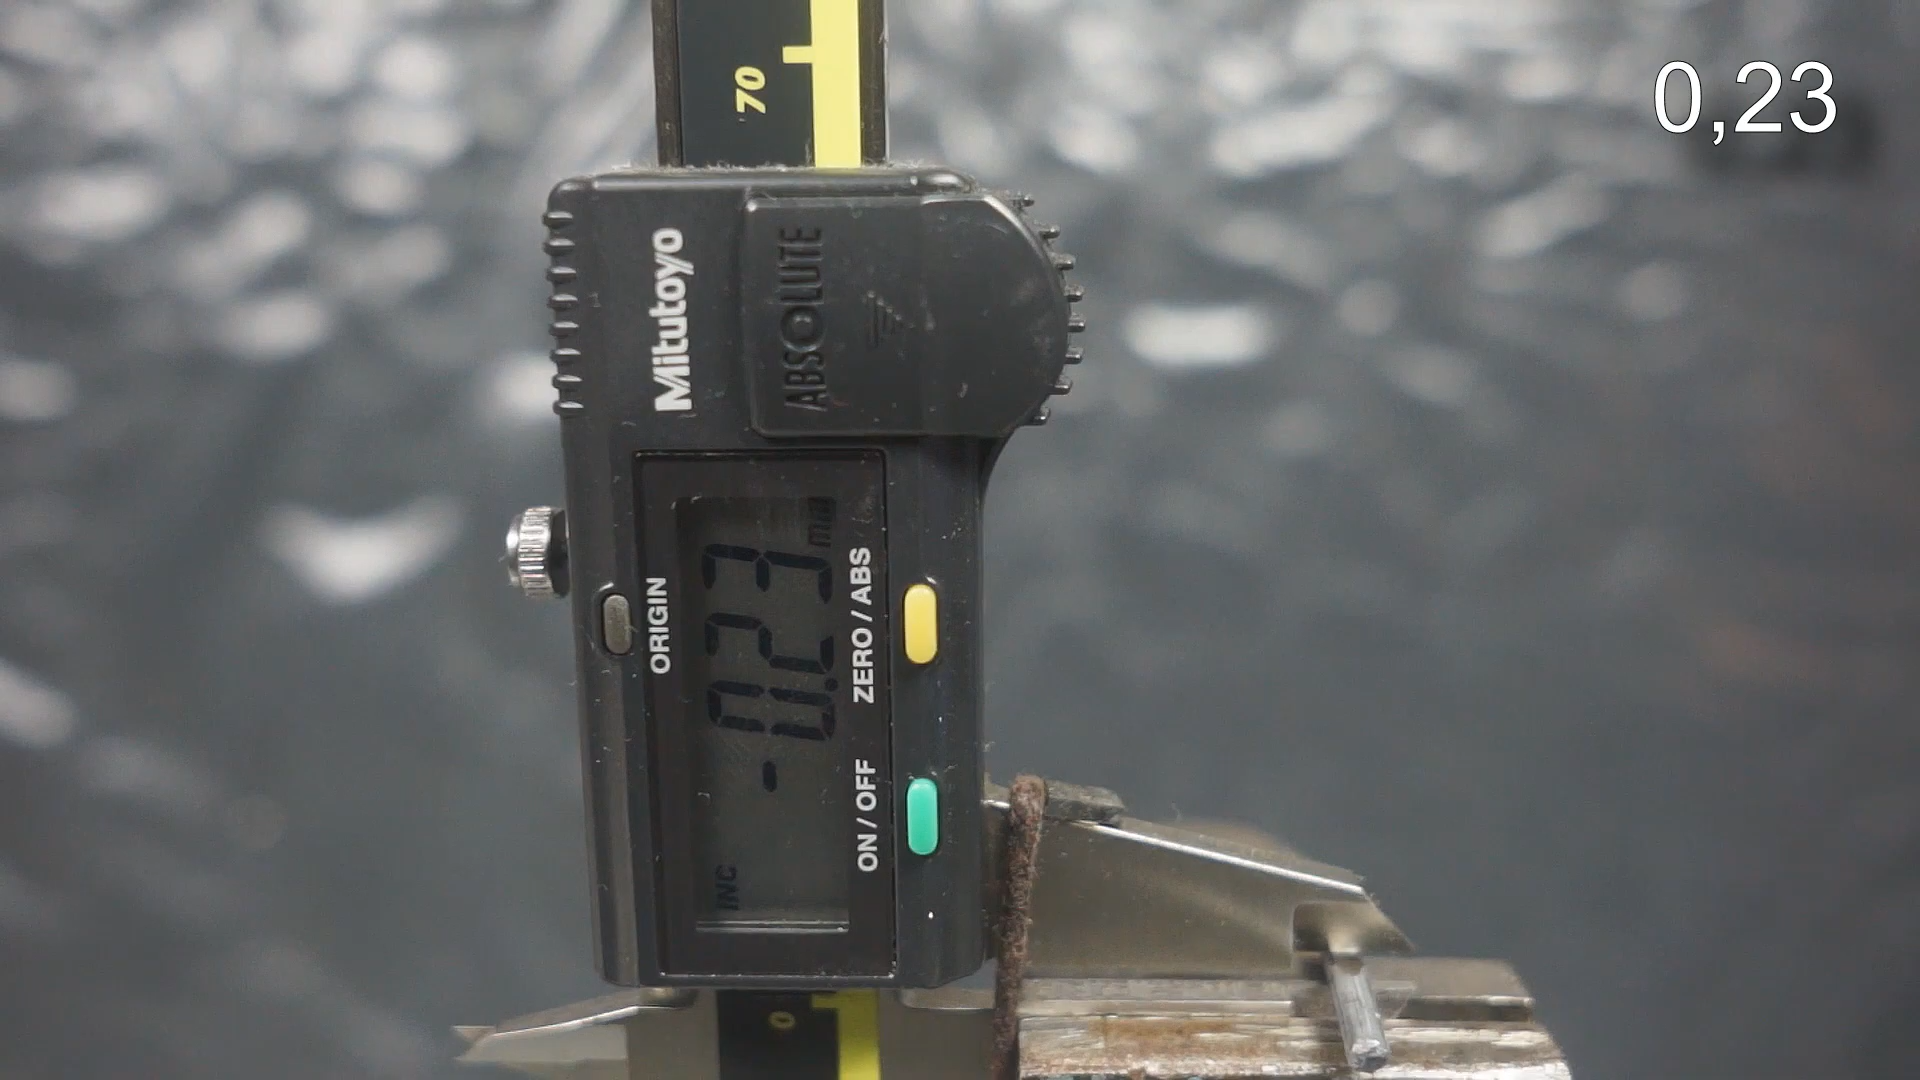 0,23
70
Mitutoyo
ABSOLUTE
ORIGIN
-0.23
mm
INC
ZERO / ABS
ON / OFF
0